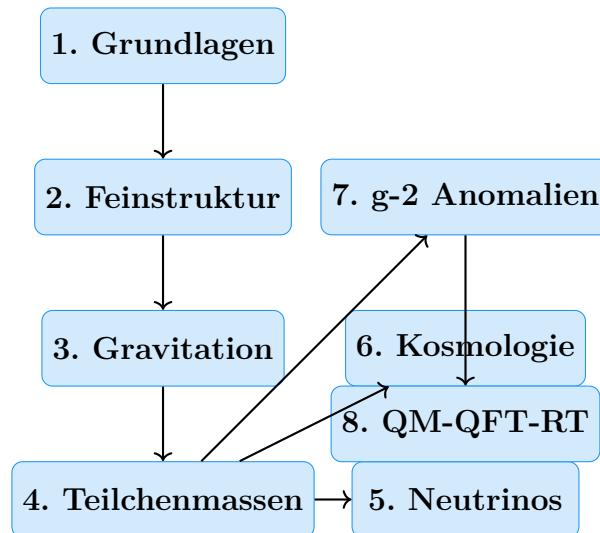 1. Grundlagen
2. Feinstruktur
7. g-2 Anomalien
3. Gravitation
6. Kosmologie
8. QM-QFT-RT
4. Teilchenmassen
5. Neutrinos